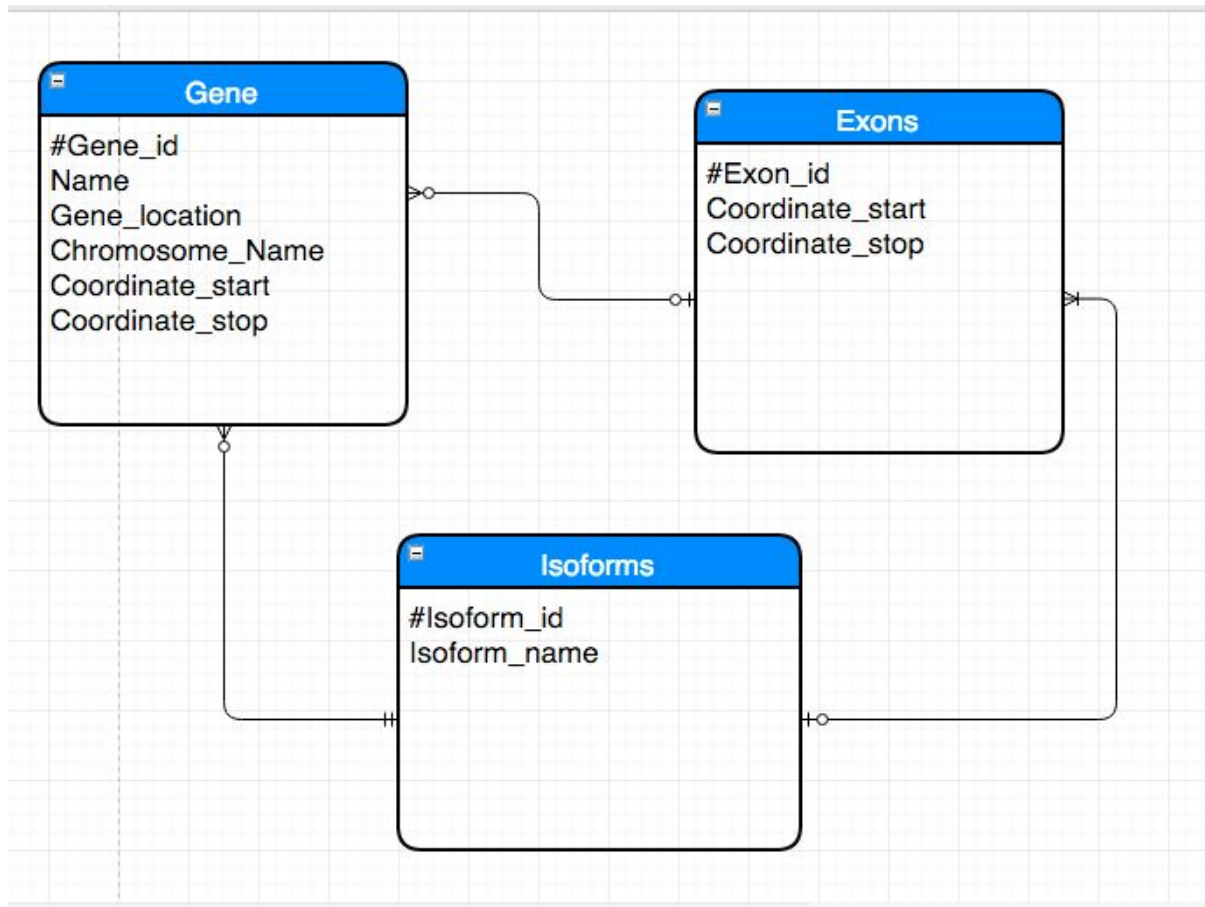 Gene
#Gene_id
Name
Gene_location
Chromosome_Name
Coordinate_start
Coordinate_stop
Exons
#Exon_id
Coordinate_start
Coordinate_stop
Isoforms
#Isoform_id
Isoform_name